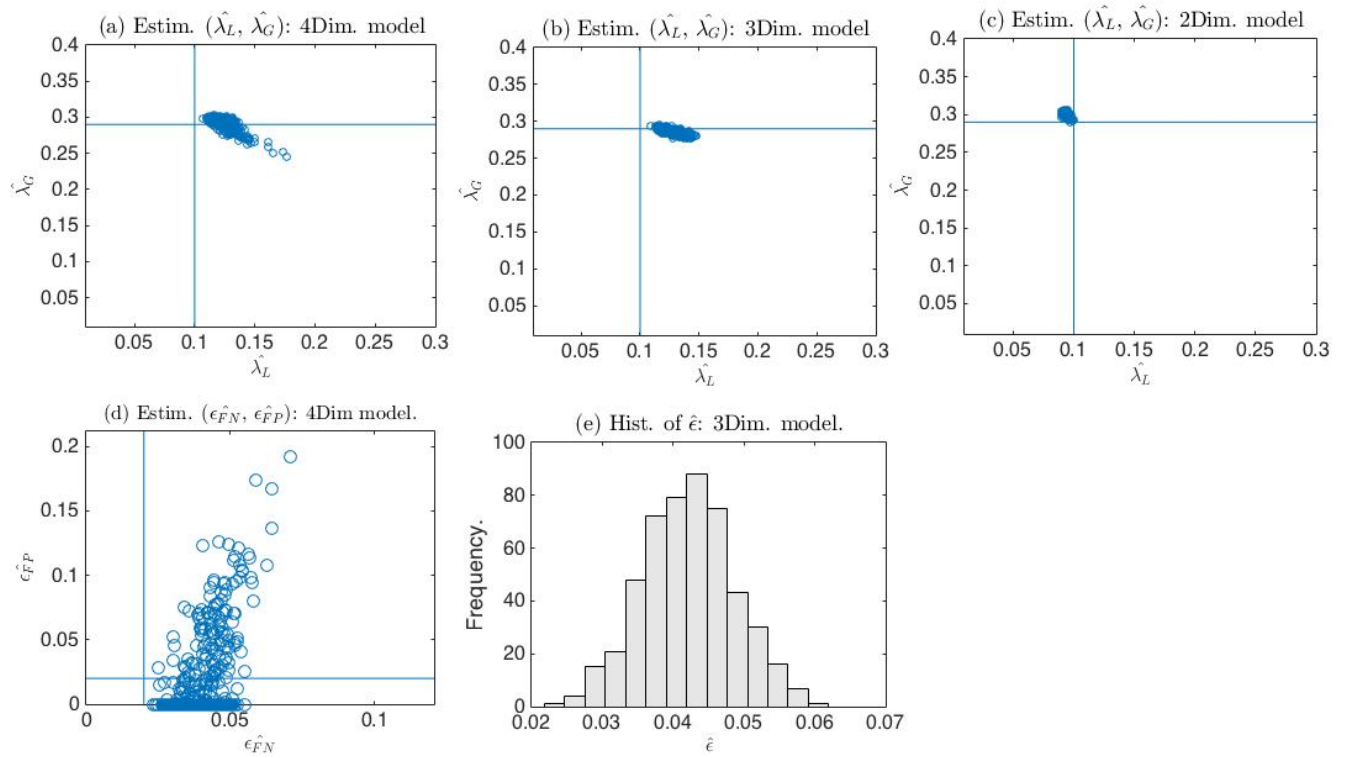 (a) Estim. (λ̂_L, λ̂_G): 4Dim. model
0.4
0.35
0.3
0.25
0.2
0.15
0.1
0.05
λ̂_G
0.05 0.1 0.15 0.2 0.25 0.3
λ̂_L
(b) Estim. (λ̂_L, λ̂_G): 3Dim. model
0.4
0.35
0.3
0.25
0.2
0.15
0.1
0.05
λ̂_G
0.05 0.1 0.15 0.2 0.25 0.3
λ̂_L
(c) Estim. (λ̂_L, λ̂_G): 2Dim. model
0.4
0.35
0.3
0.25
0.2
0.15
0.1
0.05
λ̂_G
0.05 0.1 0.15 0.2 0.25 0.3
λ̂_L
(d) Estim. (ϵ̂_FN, ϵ̂_FP): 4Dim model.
0.2
0.15
0.1
0.05
0
ϵ̂_FP
0 0.05 0.1
ϵ̂_FN
(e) Hist. of ϵ̂: 3Dim. model.
100
80
60
40
20
0
Frequency.
0.02 0.03 0.04 0.05 0.06 0.07
ϵ̂